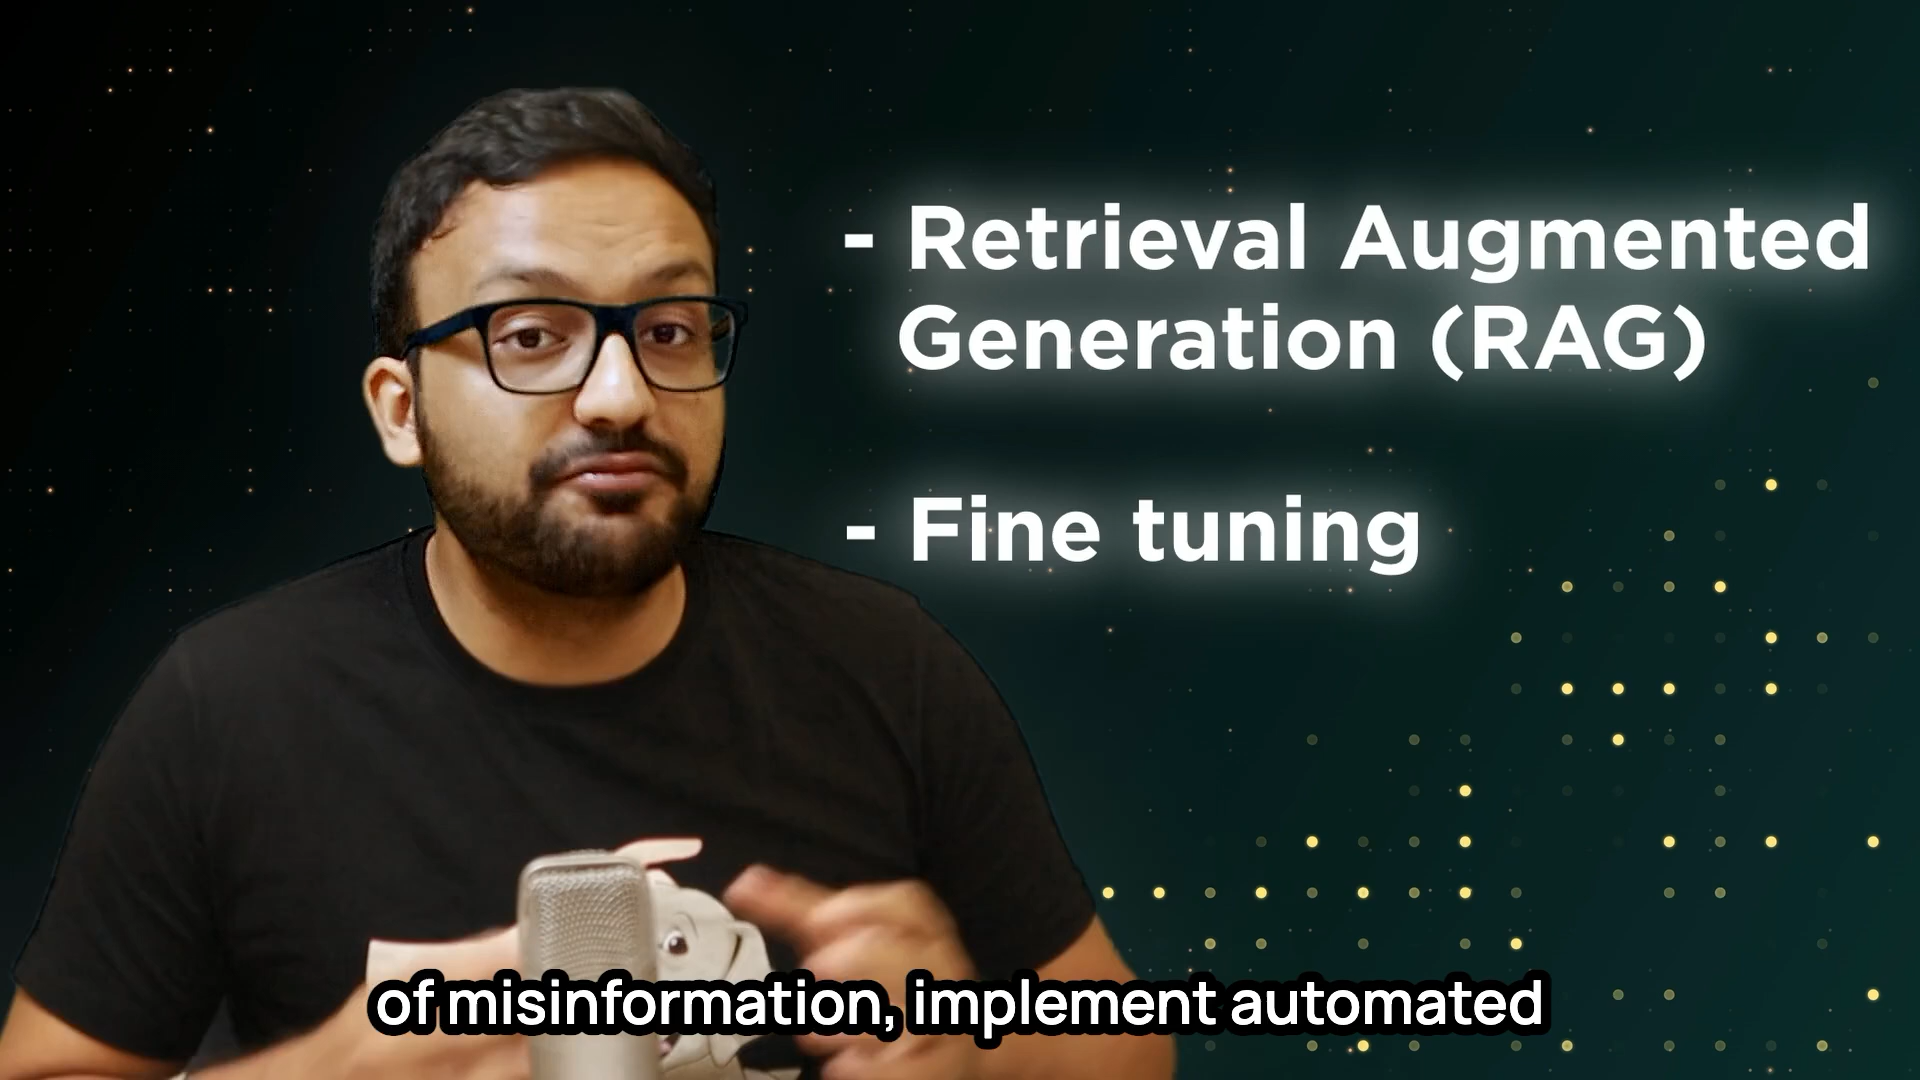 - Retrieval Augmented
Generation (RAG)
- Fine tuning
of misinformation, implement automated